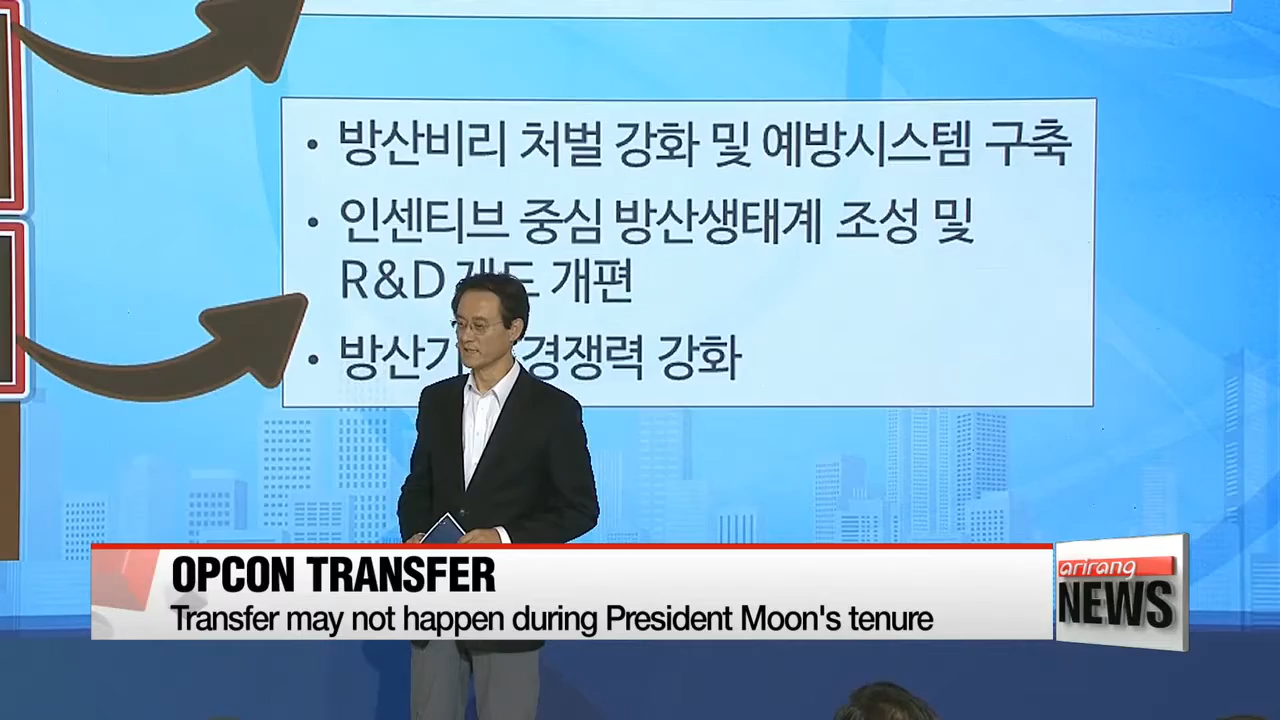 • 방산비리 처벌 강화 및 예방시스템 구축
• 인센티브 중심 방산생태계 조성 및
R&D 개편
• 경쟁력 강화
OPCON TRANSFER
Transfer may not happen during President Moon's tenure
arirang
NEWS